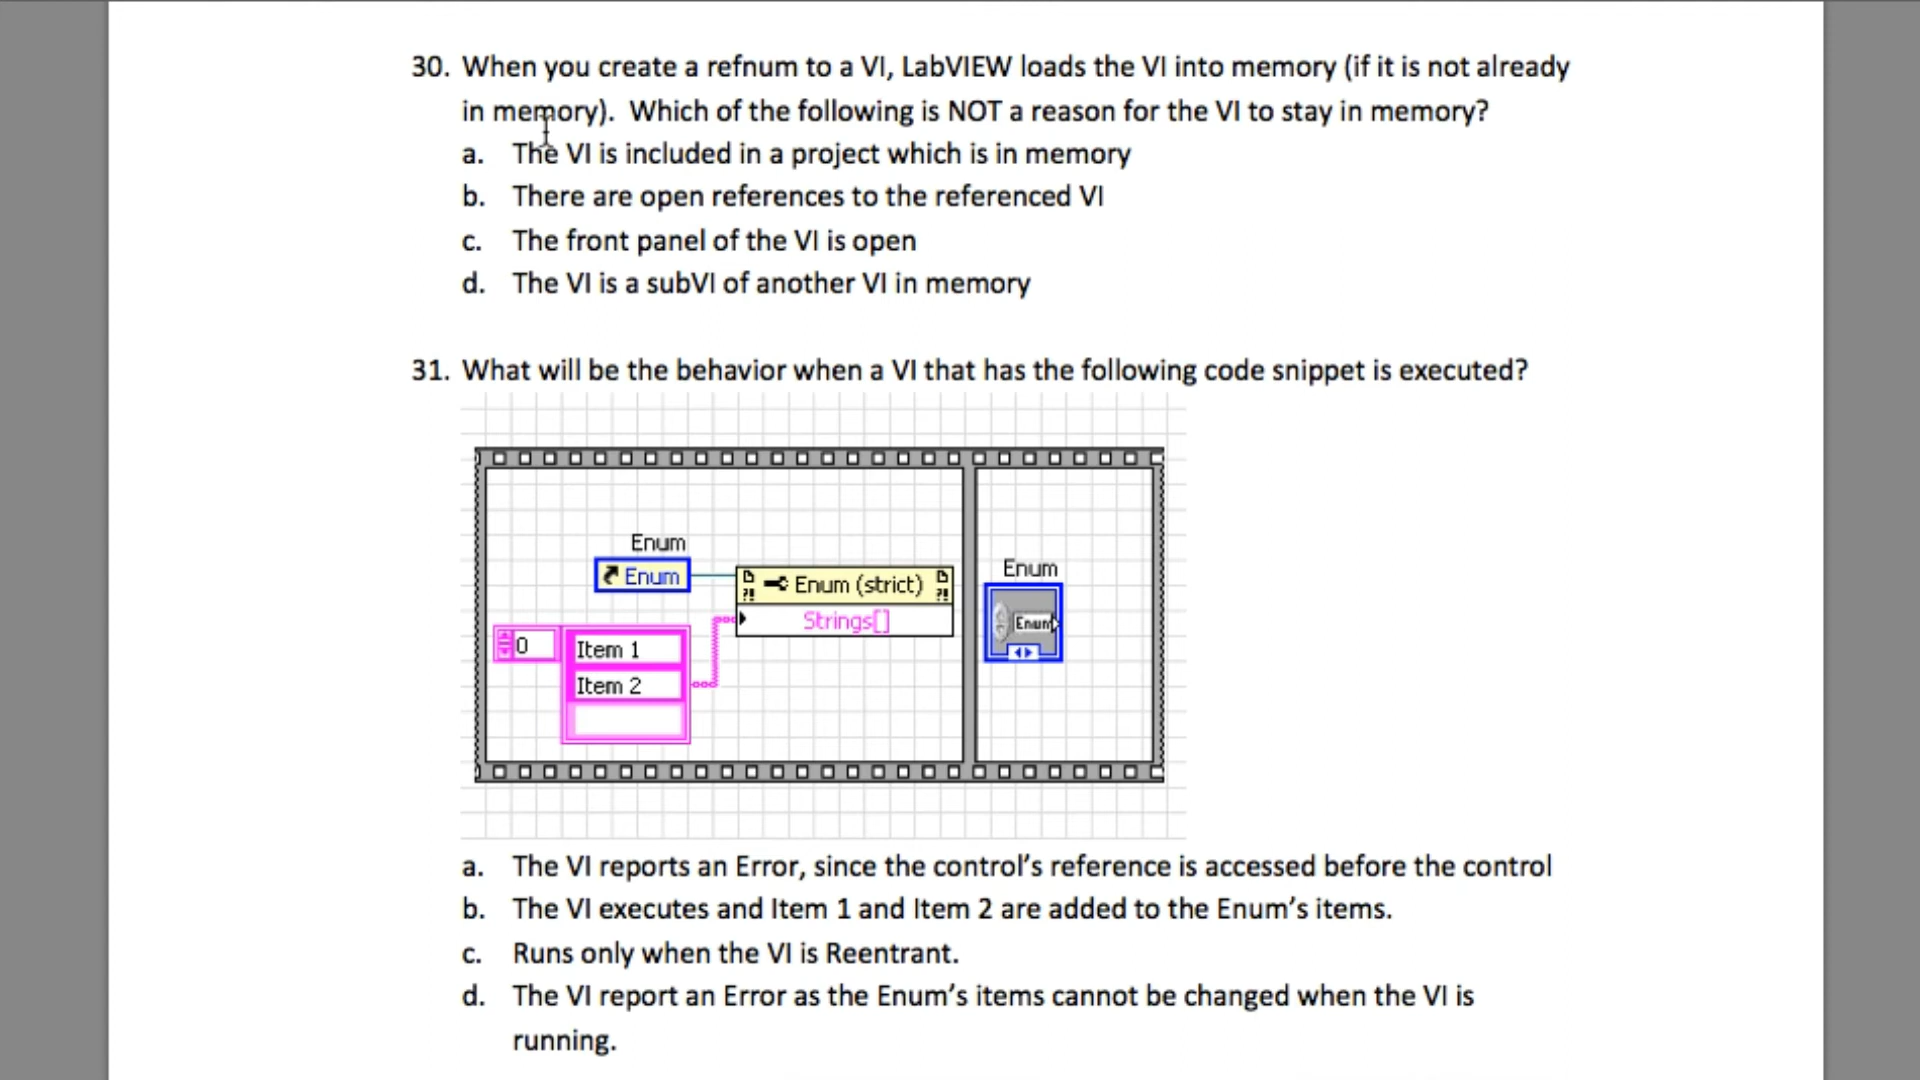 30. When you create a refnum to a VI, LabVIEW loads the VI into memory (if it is not already
in memory). Which of the following is NOT a reason for the VI to stay in memory?
a. The VI is included in a project which is in memory
b. There are open references to the referenced VI
c. The front panel of the VI is open
d. The VI is a subVI of another VI in memory
31. What will be the behavior when a VI that has the following code snippet is executed?
Enum
Enum
Enum (strict)
Strings[]
0
Item 1
Item 2
Enum
Enum
a. The VI reports an Error, since the control's reference is accessed before the control
b. The VI executes and Item 1 and Item 2 are added to the Enum's items.
c. Runs only when the VI is Reentrant.
d. The VI report an Error as the Enum's items cannot be changed when the VI is
running.